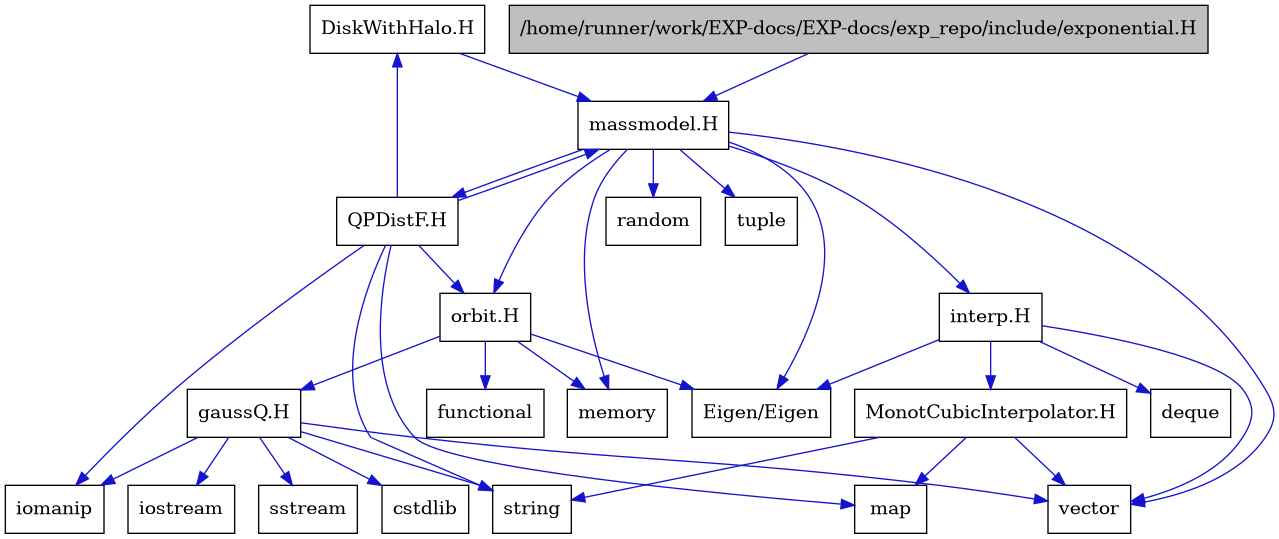 DiskWithHalo.H
/home/runner/work/EXP-docs/EXP-docs/exp_repo/include/exponential.H
massmodel.H
QPDistF.H
random
tuple
orbit.H
interp.H
gaussQ.H
functional
memory
Eigen/Eigen
MonotCubicInterpolator.H
deque
iomanip
iostream
sstream
cstdlib
string
map
vector